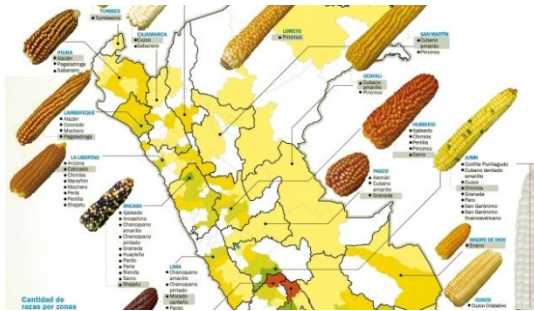 TUMBES
Tumbesino
CAJAMARCA
Cuzco
Sabanero
PIURA
Alazán
Pagaladroga
Sabanero
LORETO
Piricinco
SAN MARTÍN
Cubano
amarillo
Piricinco
UCAYALI
Cubano
amarillo
Piricinco
LAMBAYEQUE
Alazán
Colorado
Mochero
Pagaladroga
HUÁNUCO
Ajaleado
Chimlos
Perlilla
Piricinco
Sarco
LA LIBERTAD
Arizona
Colorado
Chimlos
Marañón
Mochero
Perla
Perlilla
Shajatu
JUNÍN
Confite Puntiagudo
Cubano dentado
amarillo
Cuzco
Chimlos
Granada
Paro
San Gerónimo
San Gerónimo
Huancavelicano
PASCO
Alemán
Cubano
amarillo
Granada
ÁNCASH
Ajaleado
Ancashino
Chancayano
amarillo
Chancayano
pintado
Granada
Huayleño
Pardo
Perla
Rienda
Sarco
Shajatu
MADRE DE DIOS
Enano
LIMA
Chancayano
amarillo
Chancayano
pintado
Morado
canteño
Pardo
CUSCO
Cuzco Cristalino
Cantidad de
razas por zonas